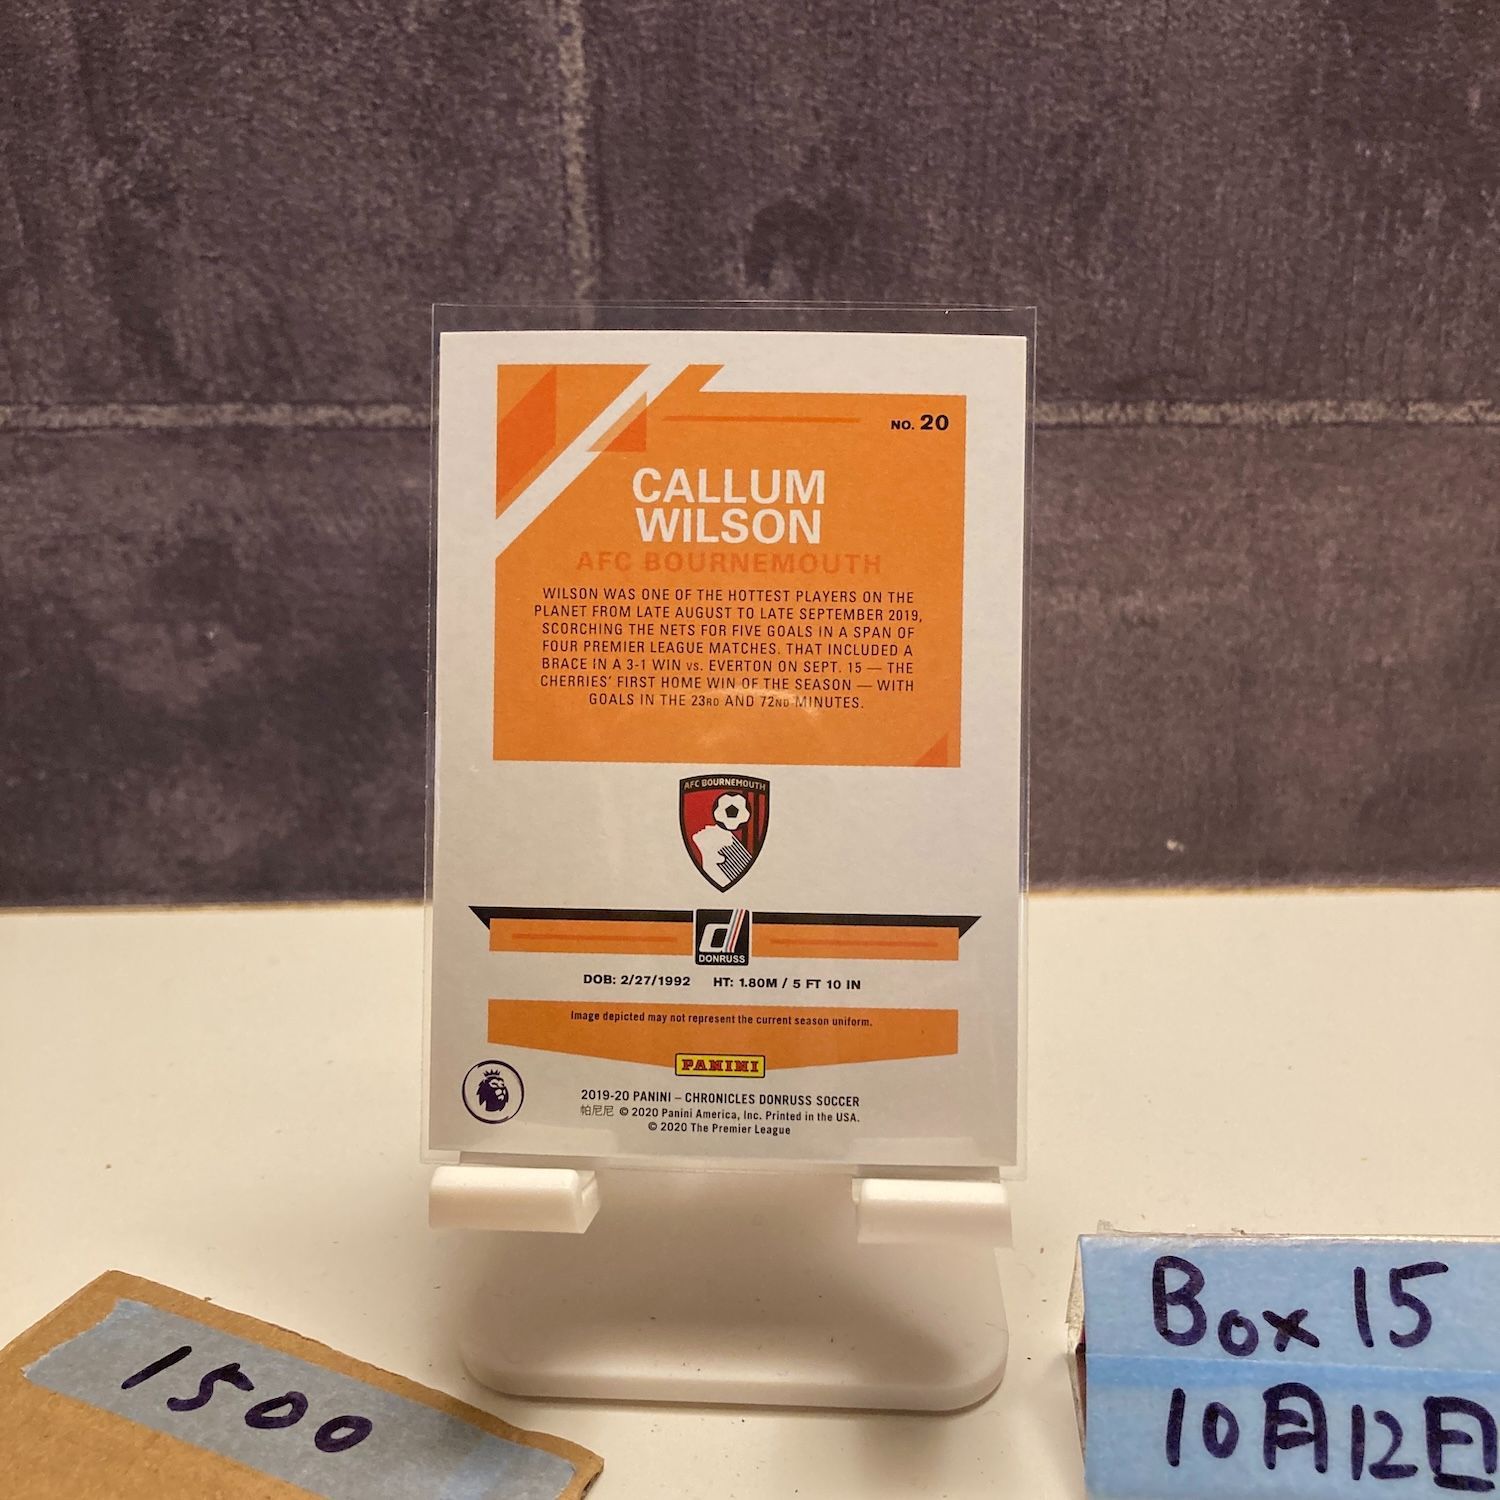 NO. 20
CALLUM
WILSON
AFC BOURNEMOUTH
WILSON WAS ONE OF THE HOTTEST PLAYERS ON THE
PLANET FROM LATE AUGUST TO LATE SEPTEMBER 2019,
SCORCHING THE NETS FOR FIVE GOALS IN A SPAN OF
FOUR PREMIER LEAGUE MATCHES. THAT INCLUDED A
BRACE IN A 3-1 WIN vs. EVERTON ON SEPT. 15 — THE
CHERRIES' FIRST HOME WIN OF THE SEASON — WITH
GOALS IN THE 23RD AND 72ND MINUTES.
AFC BOURNEMOUTH
d
DONRUSS
DOB: 2/27/1992 HT: 1.80M / 5 FT 10 IN
Image depicted may not represent the current season uniform.
PANINI
2019-20 PANINI – CHRONICLES DONRUSS SOCCER
帕尼尼 © 2020 Panini America, Inc. Printed in the USA.
© 2020 The Premier League
1500
Box 15
10月12日